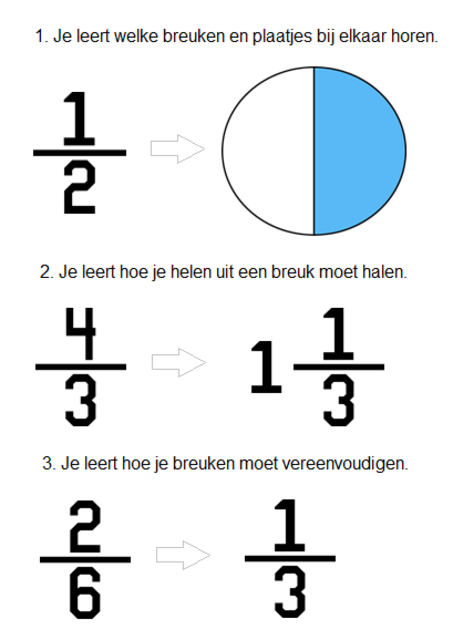 1. Je leert welke breuken en plaatjes bij elkaar horen.
1
2
2. Je leert hoe je helen uit een breuk moet halen.
4
3
1 1
3
3. Je leert hoe je breuken moet vereenvoudigen.
2 1
6 3